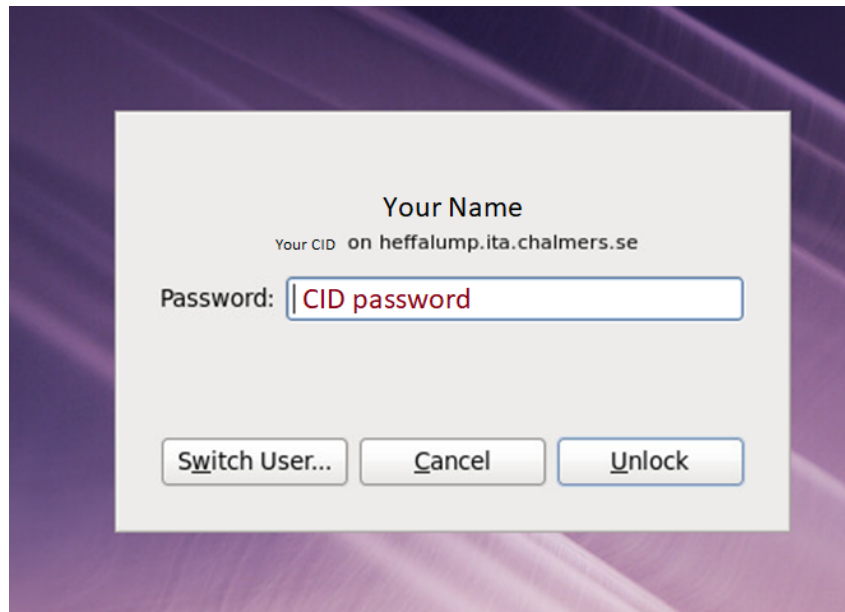 Your Name
Your CID on heffalump.ita.chalmers.se
Password: CID password
Switch User... Cancel Unlock